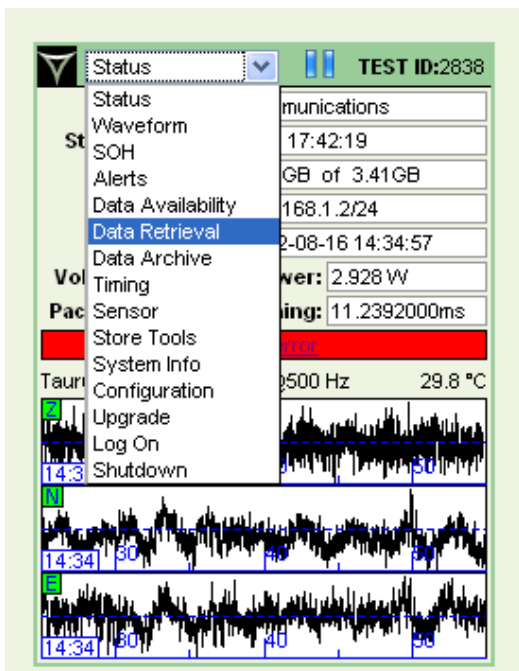 Status TEST ID:2838
Status munications
Waveform
St 17:42:19
SOH
Alerts GB of 3.41GB
Data Availability 168.1.2/24
Data Retrieval 2-08-16 14:34:57
Data Archive
Vol Timing wer: 2.928 W
Pac Sensor ing: 11.2392000ms
Store Tools error
System Info
Taur Configuration 500 Hz 29.8 °C
Z Upgrade
Log On
14:3 Shutdown 50
N
14:34 30 40 50
E
14:34 30 40 50